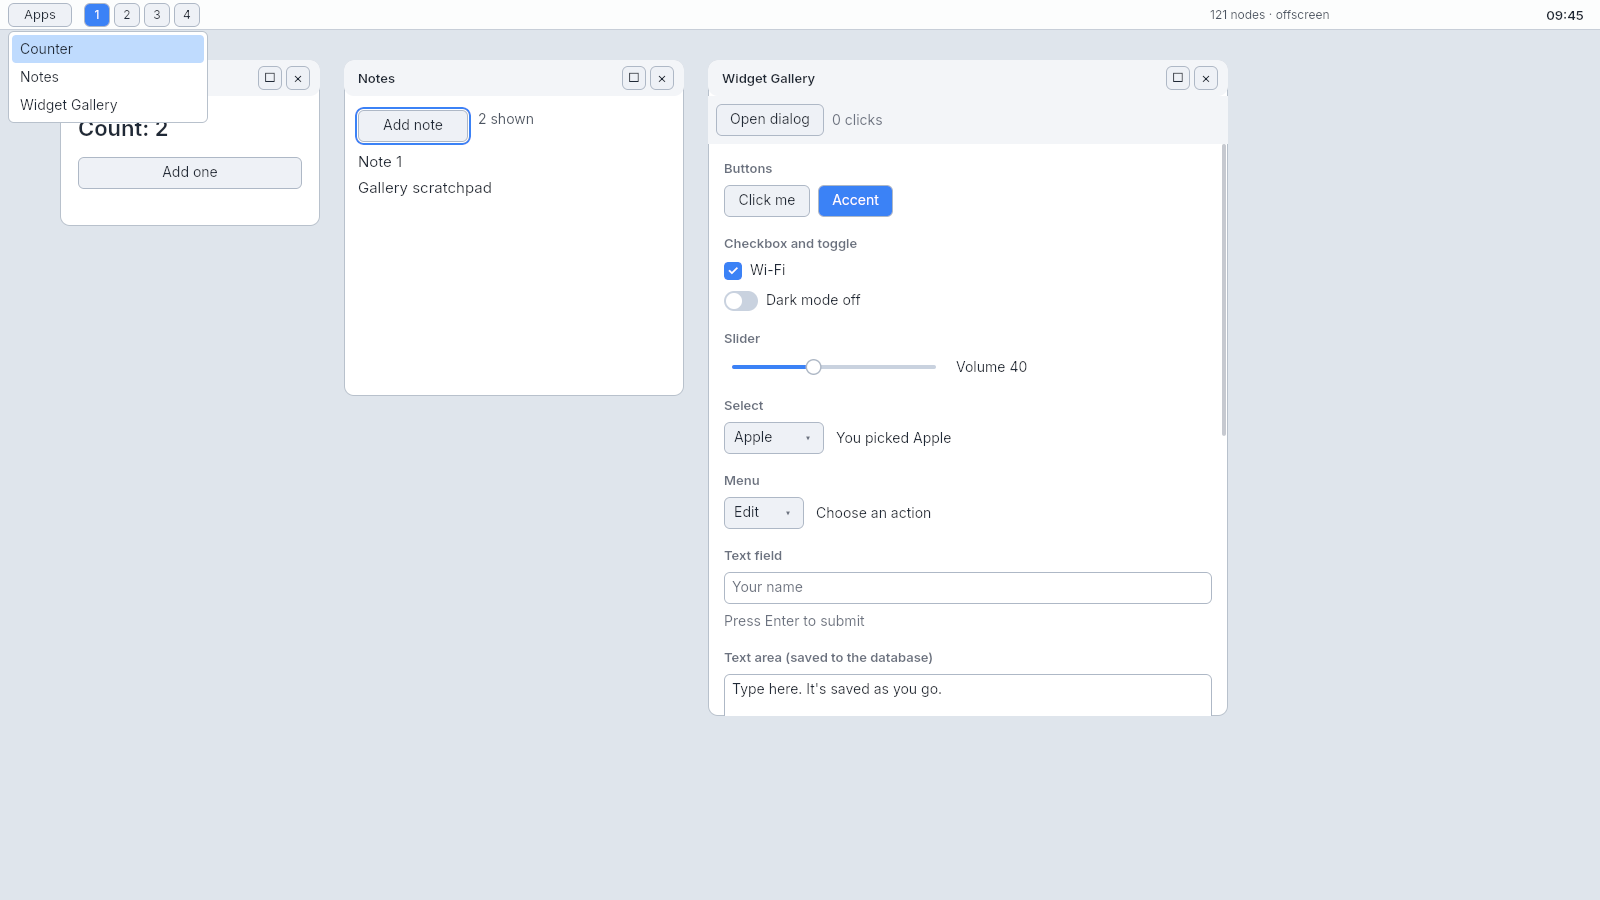 Apps 1 2 3 4 121 nodes · offscreen 09:45
Counter
Notes
Widget Gallery
Count: 2
Add one
Notes
Add note 2 shown
Note 1
Gallery scratchpad
Widget Gallery
Open dialog 0 clicks
Buttons
Click me Accent
Checkbox and toggle
Wi-Fi
Dark mode off
Slider
Volume 40
Select
Apple You picked Apple
Menu
Edit Choose an action
Text field
Your name
Press Enter to submit
Text area (saved to the database)
Type here. It's saved as you go.